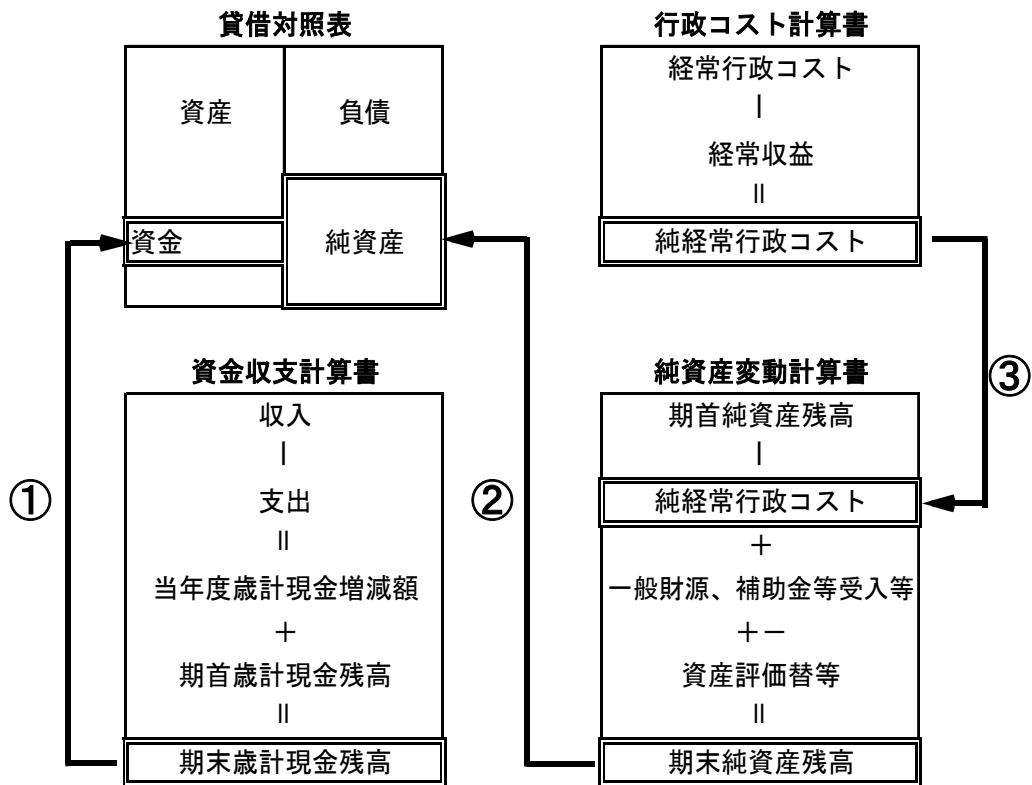 貸借対照表
資産
負債
資金
純資産
行政コスト計算書
経常行政コスト
－
経常収益
＝
純経常行政コスト
資金収支計算書
収入
－
支出
＝
当年度歳計現金増減額
＋
期首歳計現金残高
＝
期末歳計現金残高
純資産変動計算書
期首純資産残高
－
純経常行政コスト
＋
一般財源、補助金等受入等
＋－
資産評価替等
＝
期末純資産残高
①
②
③